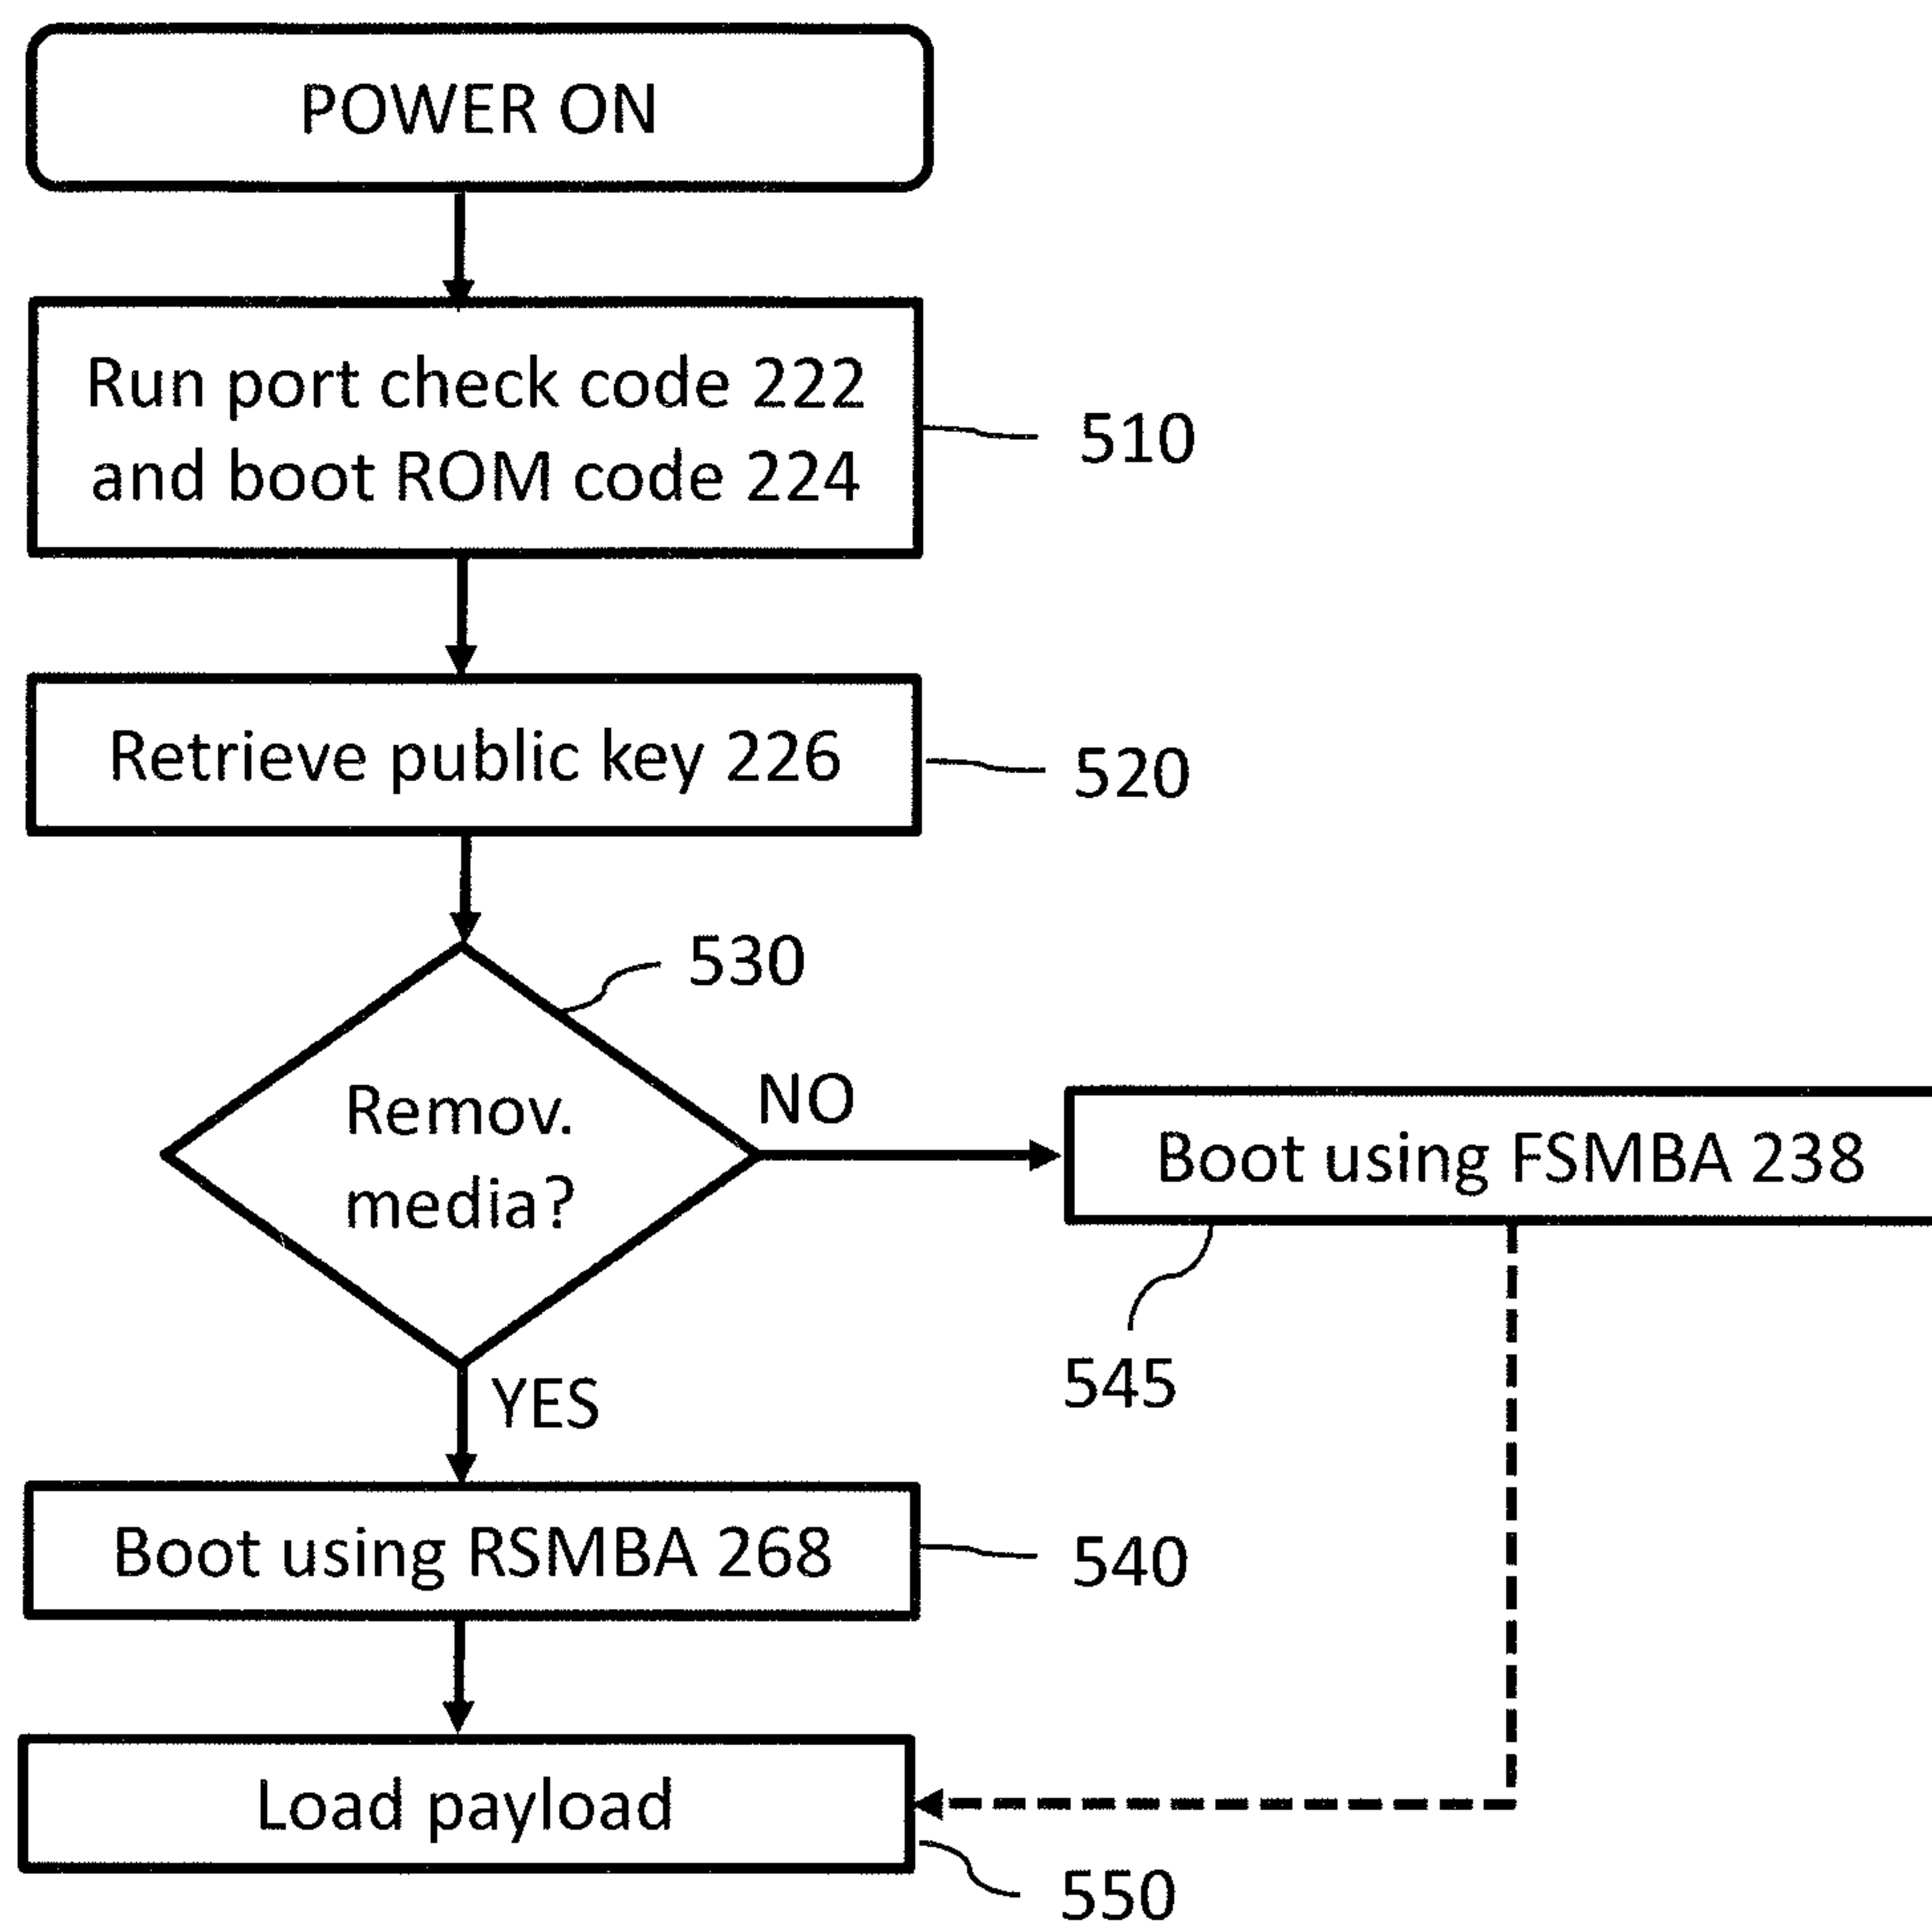 POWER ON
Run port check code 222
and boot ROM code 224
510
Retrieve public key 226
520
530
Remov.
media?
NO
Boot using FSMBA 238
545
YES
Boot using RSMBA 268
540
Load payload
550